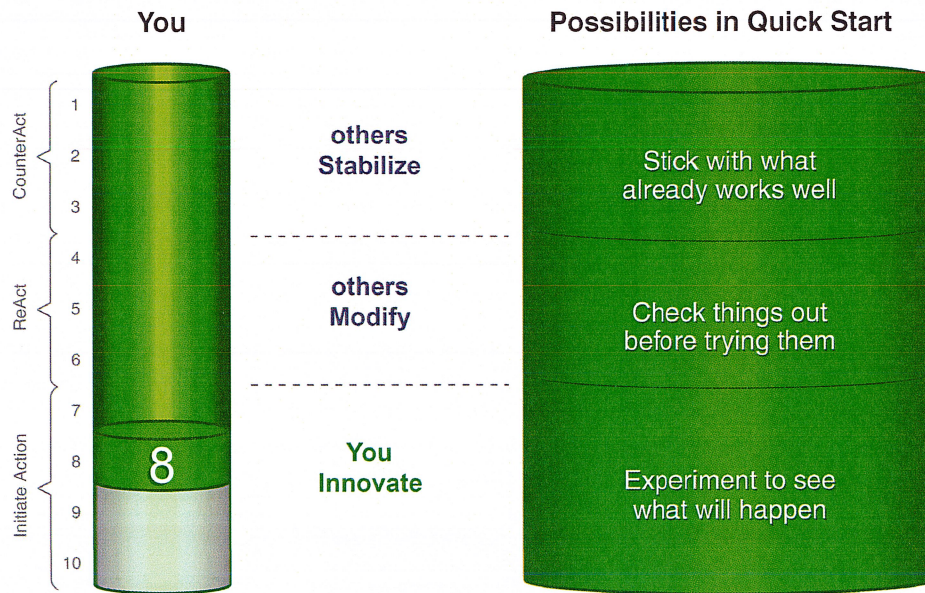 You
Possibilities in Quick Start
CounterAct
1
2
3
others
Stabilize
Stick with what
already works well
ReAct
4
5
6
others
Modify
Check things out
before trying them
Initiate Action
7
8
9
10
8
You
Innovate
Experiment to see
what will happen